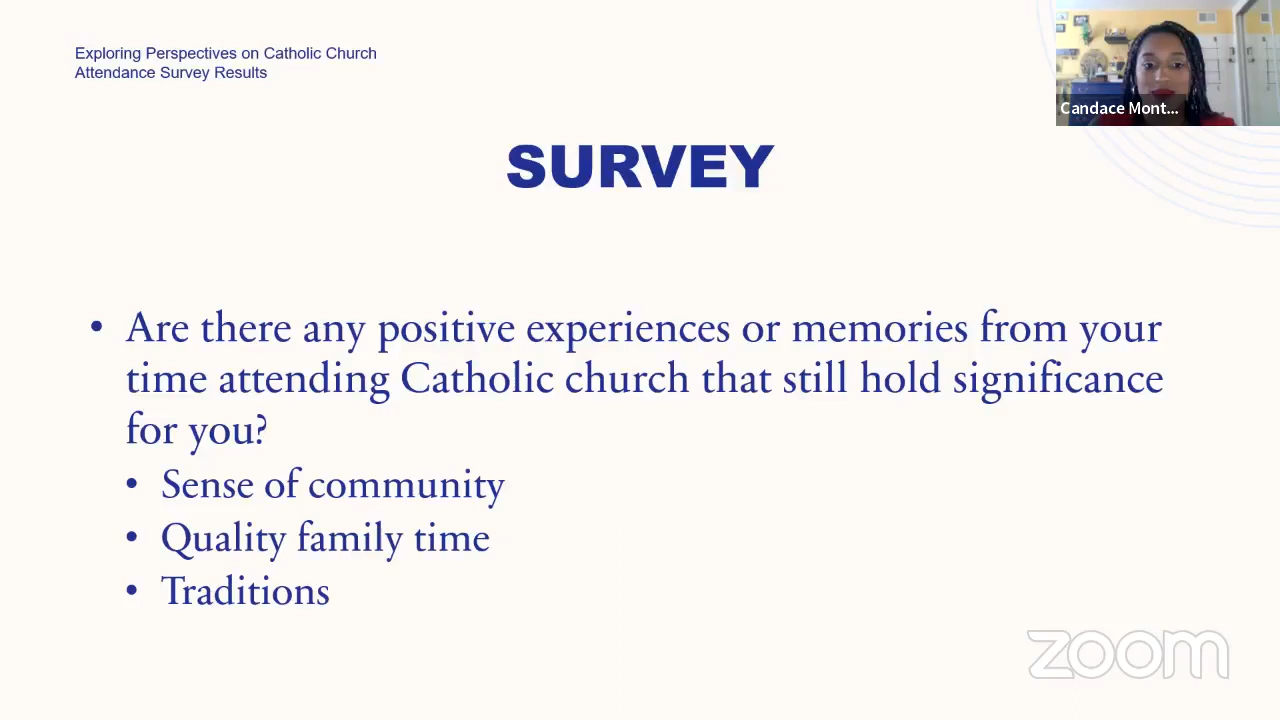 Exploring Perspectives on Catholic Church
Attendance Survey Results
Candace Mont...
SURVEY
• Are there any positive experiences or memories from your
time attending Catholic church that still hold significance
for you?
• Sense of community
• Quality family time
• Traditions
zoom